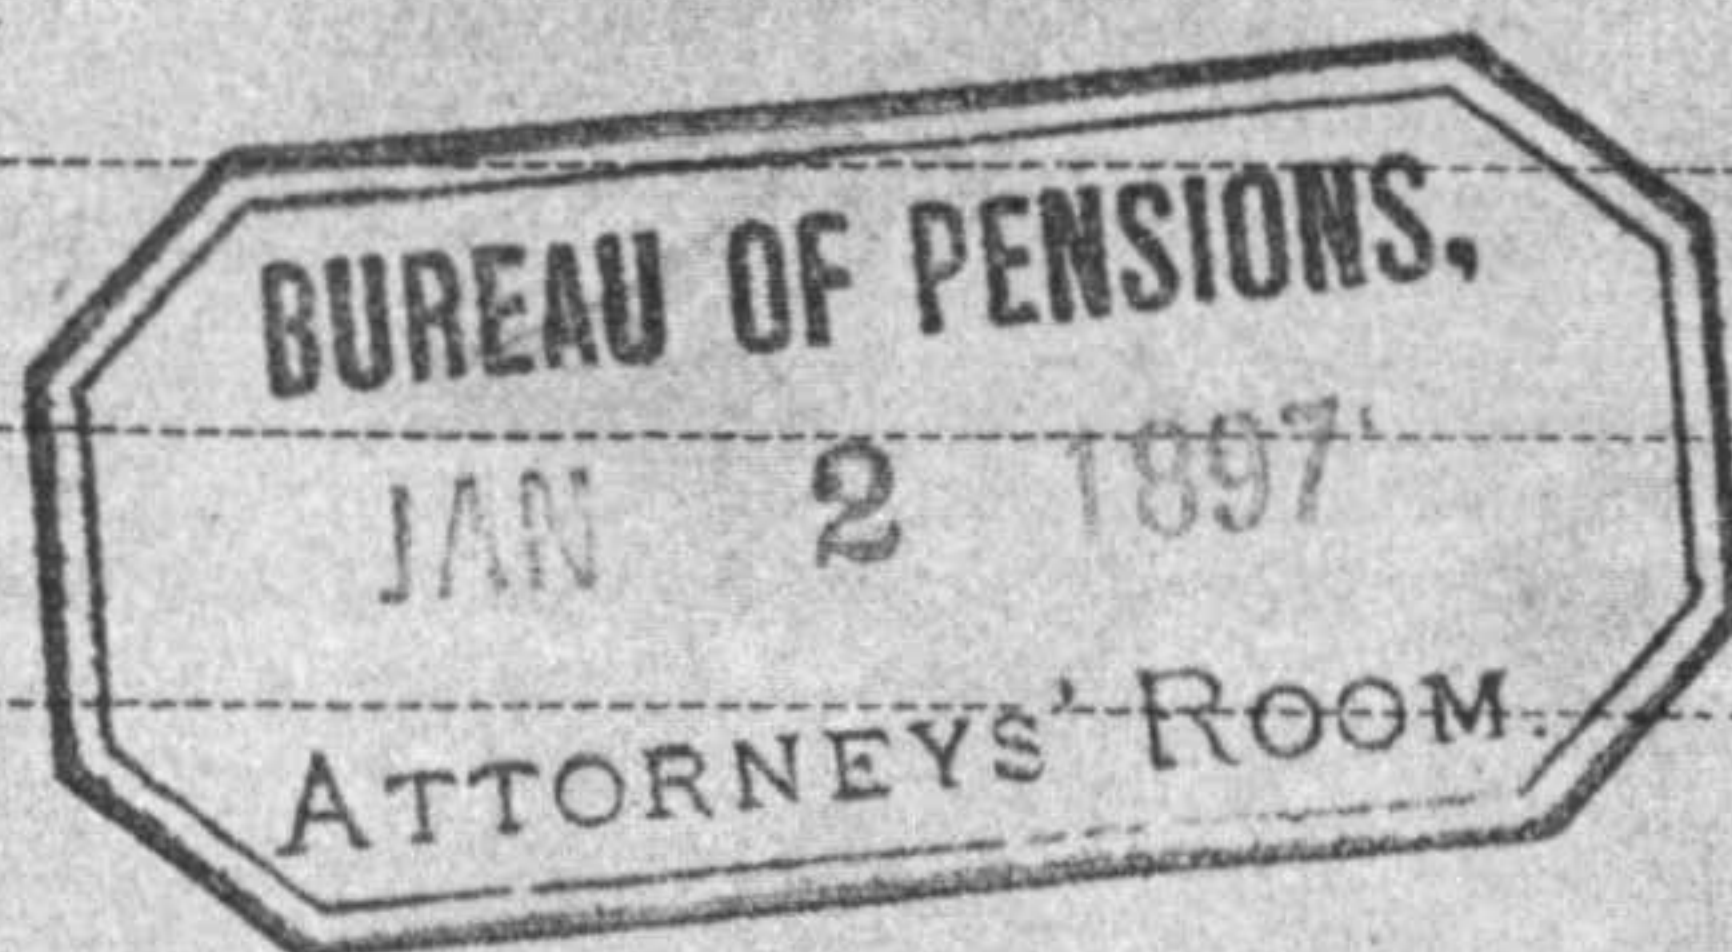 BUREAU OF PENSIONS,
JAN 2 1897
ATTORNEYS' ROOM.